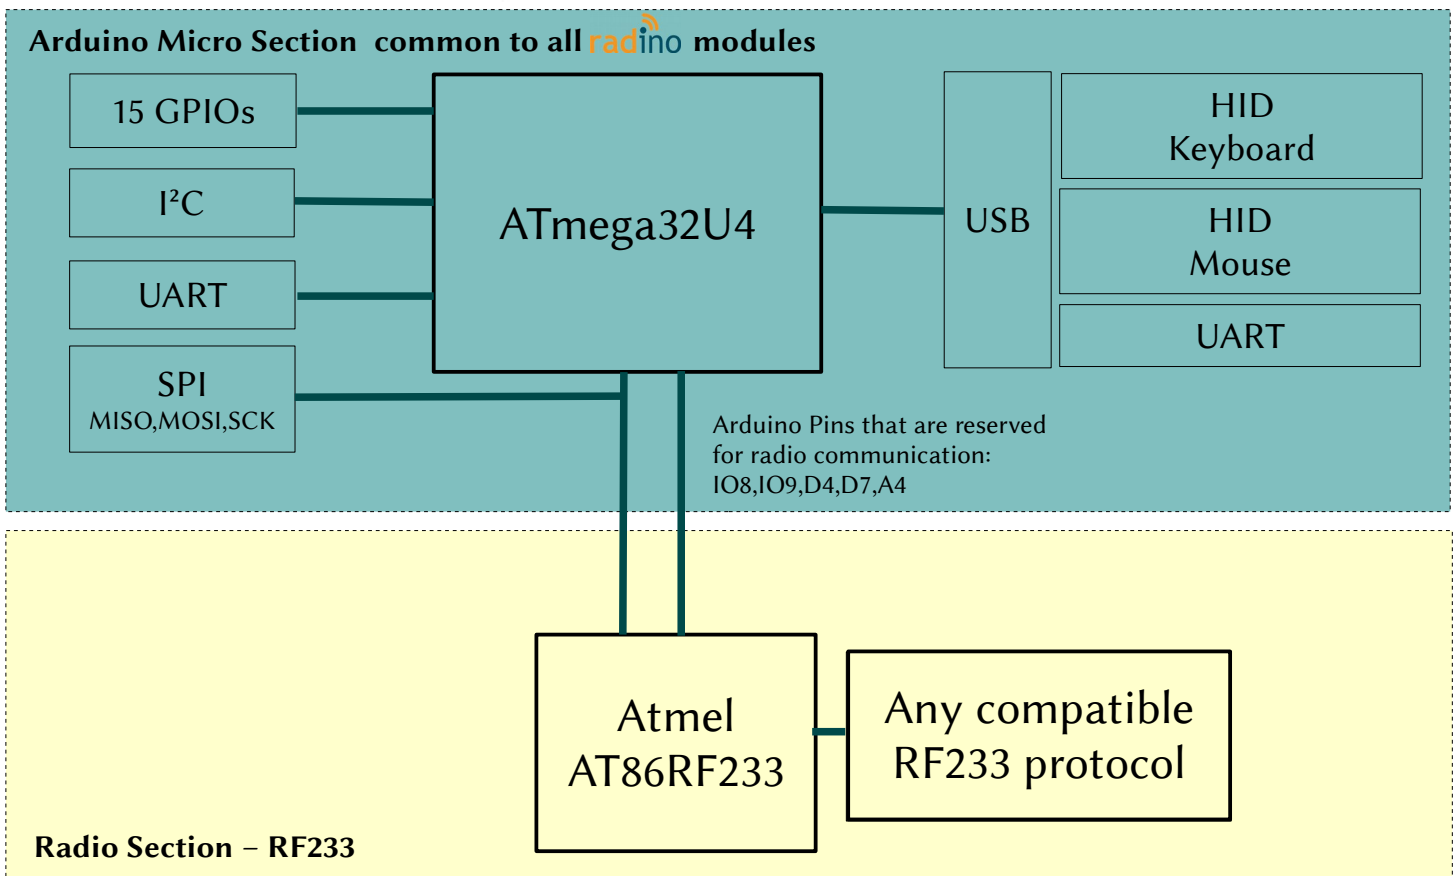 Arduino Micro Section common to all radino modules
15 GPIOs
I²C
UART
SPI
MISO,MOSI,SCK
ATmega32U4
USB
HID
Keyboard
HID
Mouse
UART
Arduino Pins that are reserved
for radio communication:
IO8,IO9,D4,D7,A4
Atmel
AT86RF233
Any compatible
RF233 protocol
Radio Section – RF233